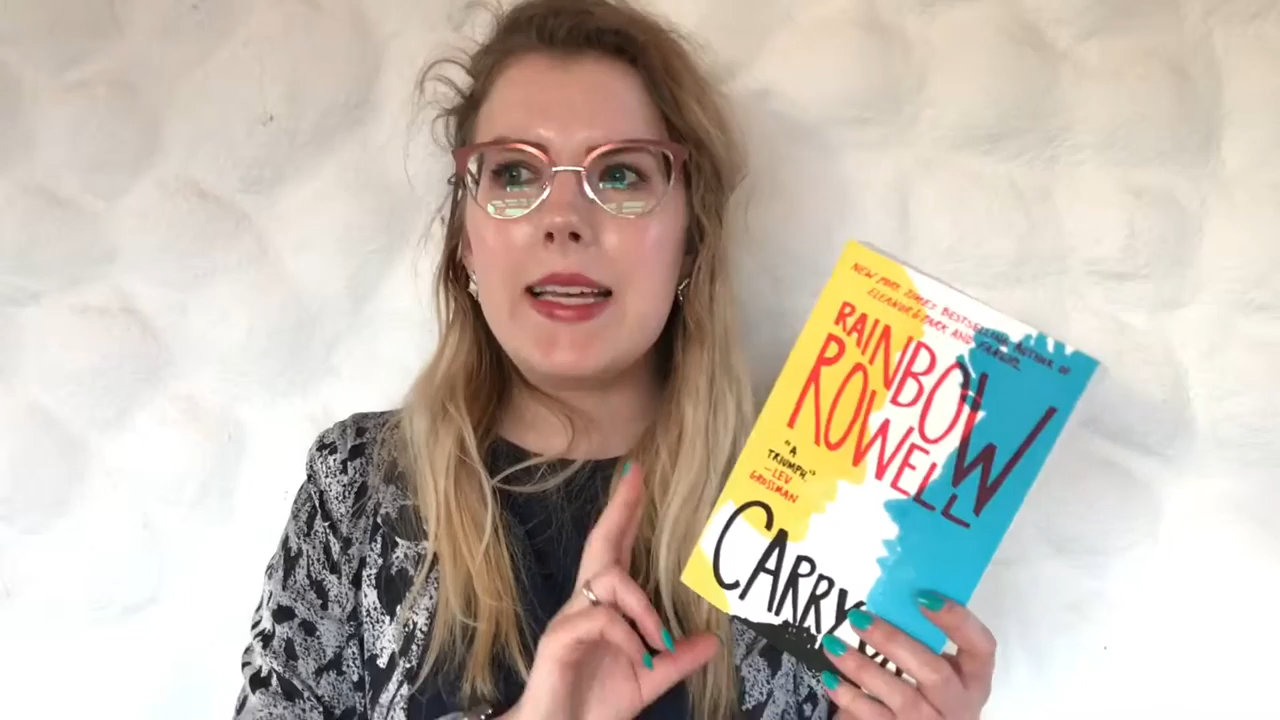 NEW YORK TIMES BESTSELLING AUTHOR OF
ELEANOR & PARK AND FANGIRL
RAINBOW
ROWELL
"A
TRIUMPH."
—LEV
GROSSMAN
CARRY